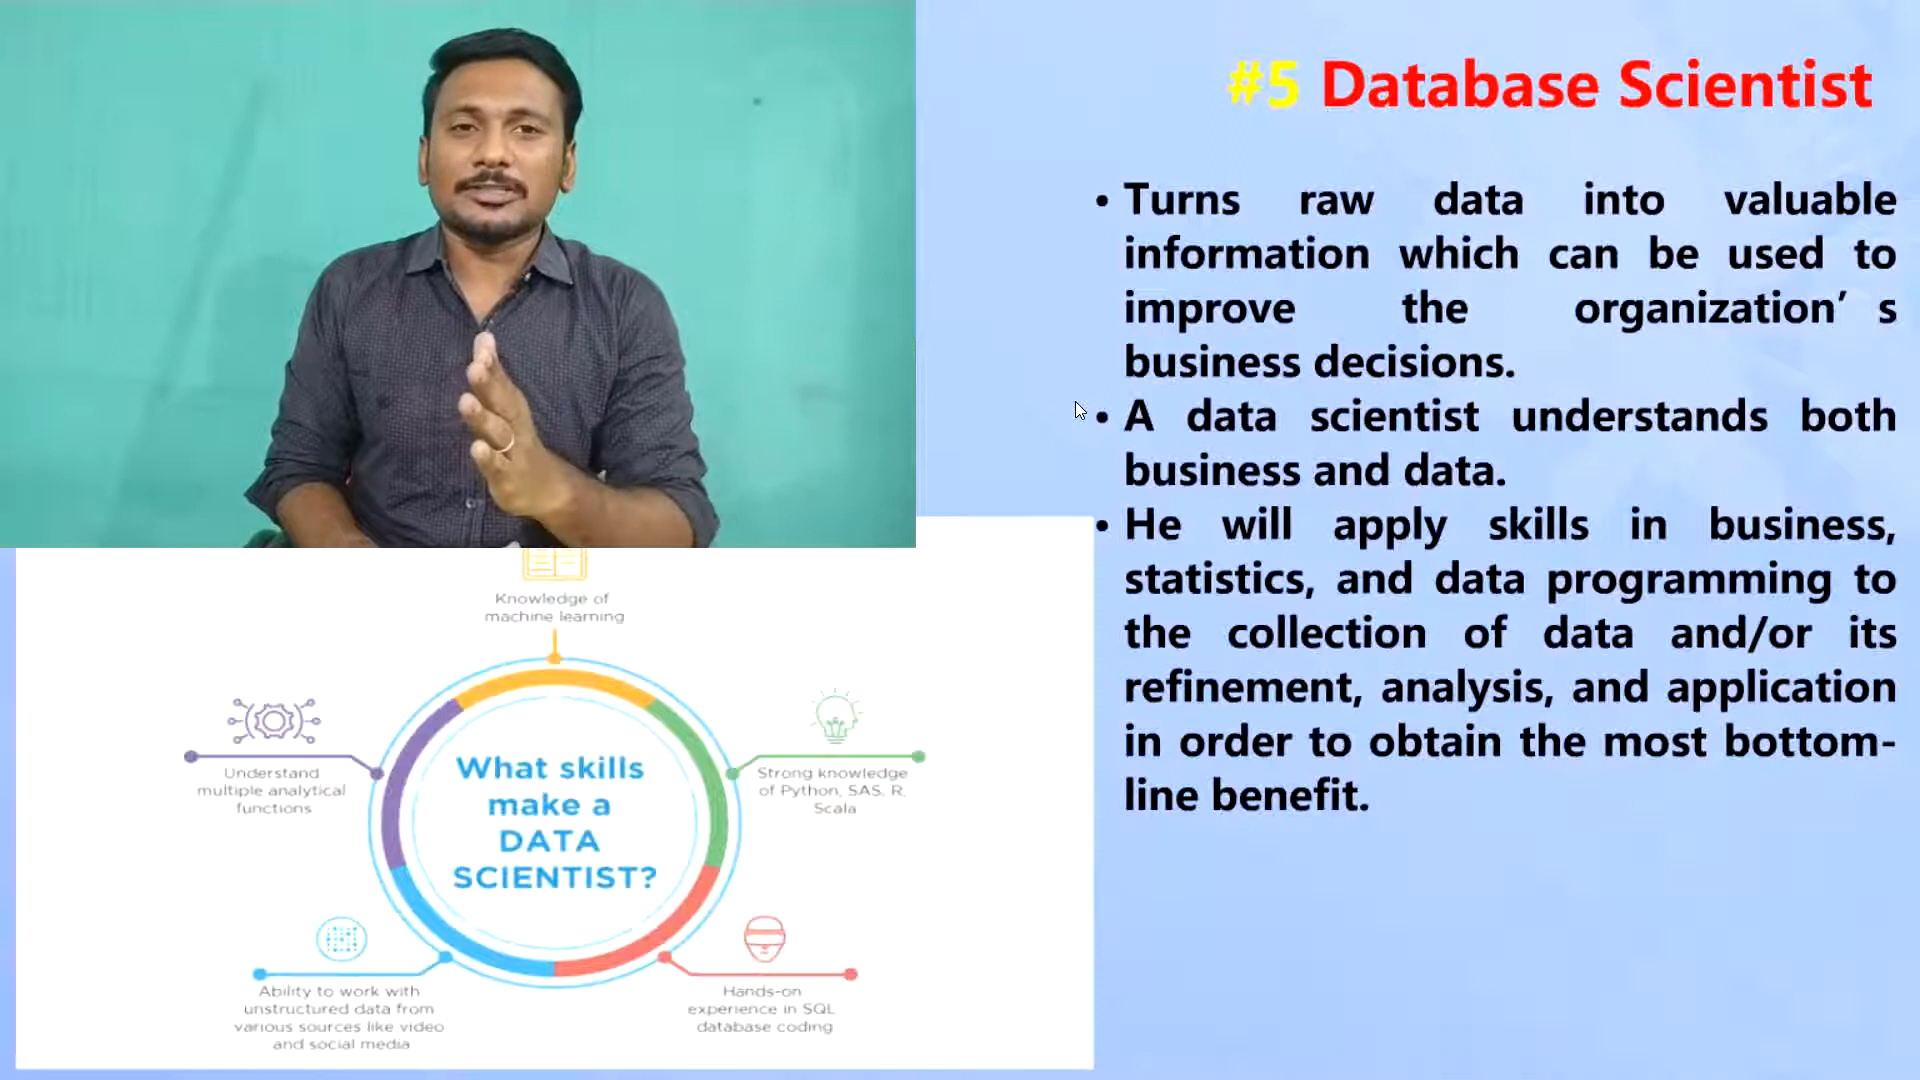 #5 Database Scientist
• Turns raw data into valuable
information which can be used to
improve the organization’ s
business decisions.
• A data scientist understands both
business and data.
• He will apply skills in business,
statistics, and data programming to
the collection of data and/or its
refinement, analysis, and application
in order to obtain the most bottom-
line benefit.
Knowledge of
machine learning
Understand
multiple analytical
functions
What skills
make a
DATA
SCIENTIST?
Strong knowledge
of Python, SAS, R,
Scala
Ability to work with
unstructured data from
various sources like video
and social media
Hands-on
experience in SQL
database coding